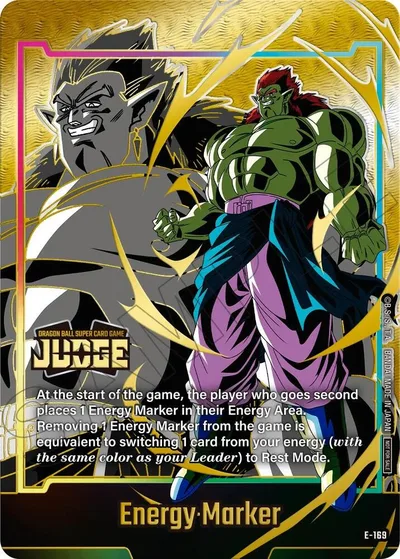 DRAGON BALL SUPER CARD GAME
JUDGE
At the start of the game, the player who goes second
places 1 Energy Marker in their Energy Area.
Removing 1 Energy Marker from the game is
equivalent to switching 1 card from your energy (with
the same color as your Leader) to Rest Mode.
Energy Marker
E-169
©B.S./S.,T.A. BANDAI MADE IN JAPAN
NOT FOR SALE